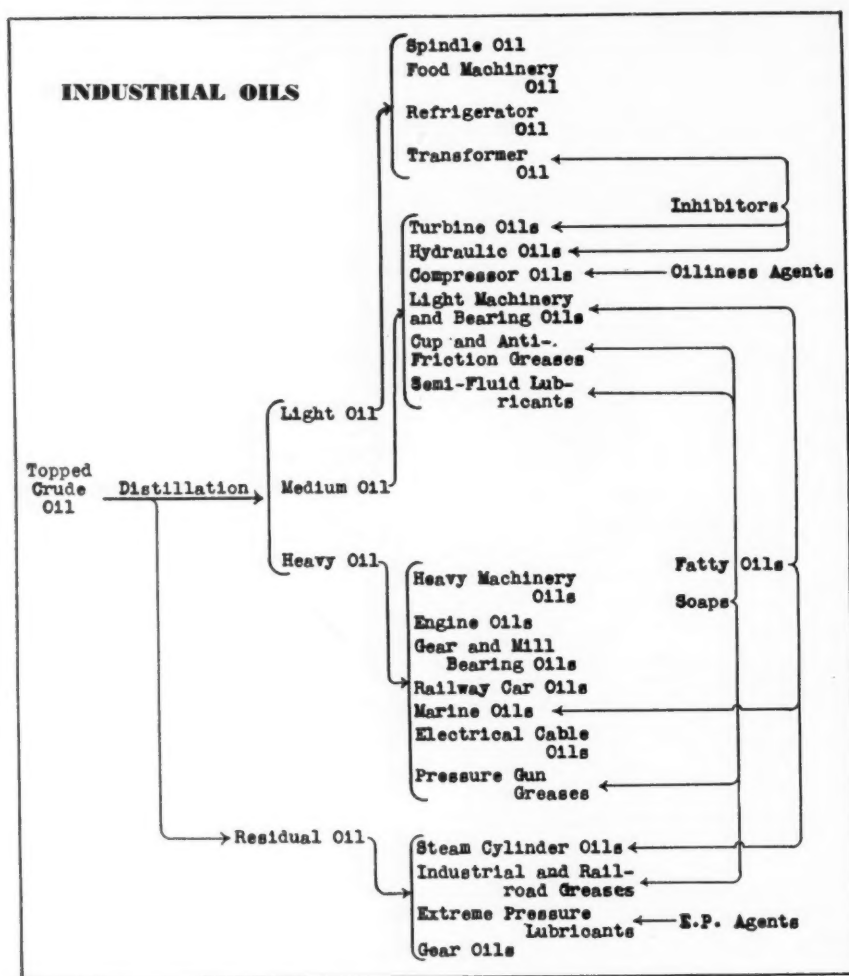 INDUSTRIAL OILS
Spindle Oil
Food Machinery
Oil
Refrigerator
Oil
Transformer
Oil
Inhibitors
Turbine Oils
Hydraulic Oils
Compressor Oils
Oiliness Agents
Light Machinery
and Bearing Oils
Cup and Anti-
Friction Greases
Semi-Fluid Lub-
ricants
Light Oil
Topped
Crude
Oil
Distillation
Medium Oil
Heavy Oil
Fatty Oils
Soaps
Heavy Machinery
Oils
Engine Oils
Gear and Mill
Bearing Oils
Railway Car Oils
Marine Oils
Electrical Cable
Oils
Pressure Gun
Greases
Residual Oil
Steam Cylinder Oils
Industrial and Rail-
road Greases
Extreme Pressure
Lubricants
E.P. Agents
Gear Oils